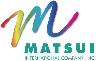 MATSUI
INTERNATIONAL COMPANY, INC